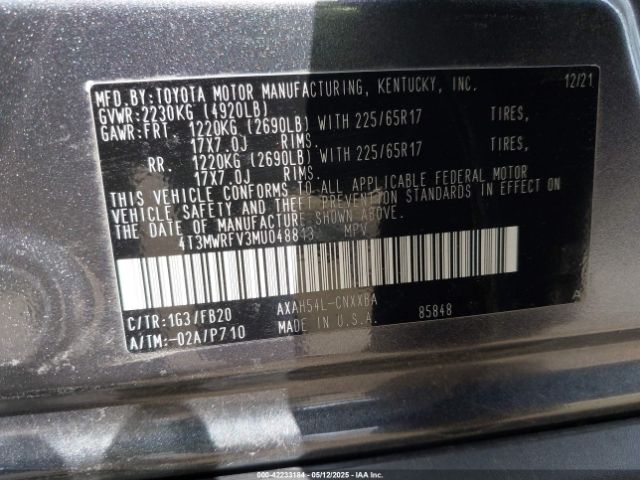 MFD.BY:TOYOTA MOTOR MANUFACTURING, KENTUCKY, INC. 12/21
GVWR:2230KG (4920LB)
GAWR:FRT. 1220KG (2690LB) WITH 225/65R17 TIRES,
17X7.0J RIMS.
RR. 1220KG (2690LB) WITH 225/65R17 TIRES,
17X7.0J RIMS.
THIS VEHICLE CONFORMS TO ALL APPLICABLE FEDERAL MOTOR
VEHICLE SAFETY AND THEFT PREVENTION STANDARDS IN EFFECT ON
THE DATE OF MANUFACTURE SHOWN ABOVE.
4T3MWRFV3MU048813 MPV
C/TR:1G3/FB20 AXAH54L-CNXXBA 85848 A
A/TM:-02A/P710 MADE IN U.S.A.
000-42233184 - 05/12/2025 - IAA Inc.